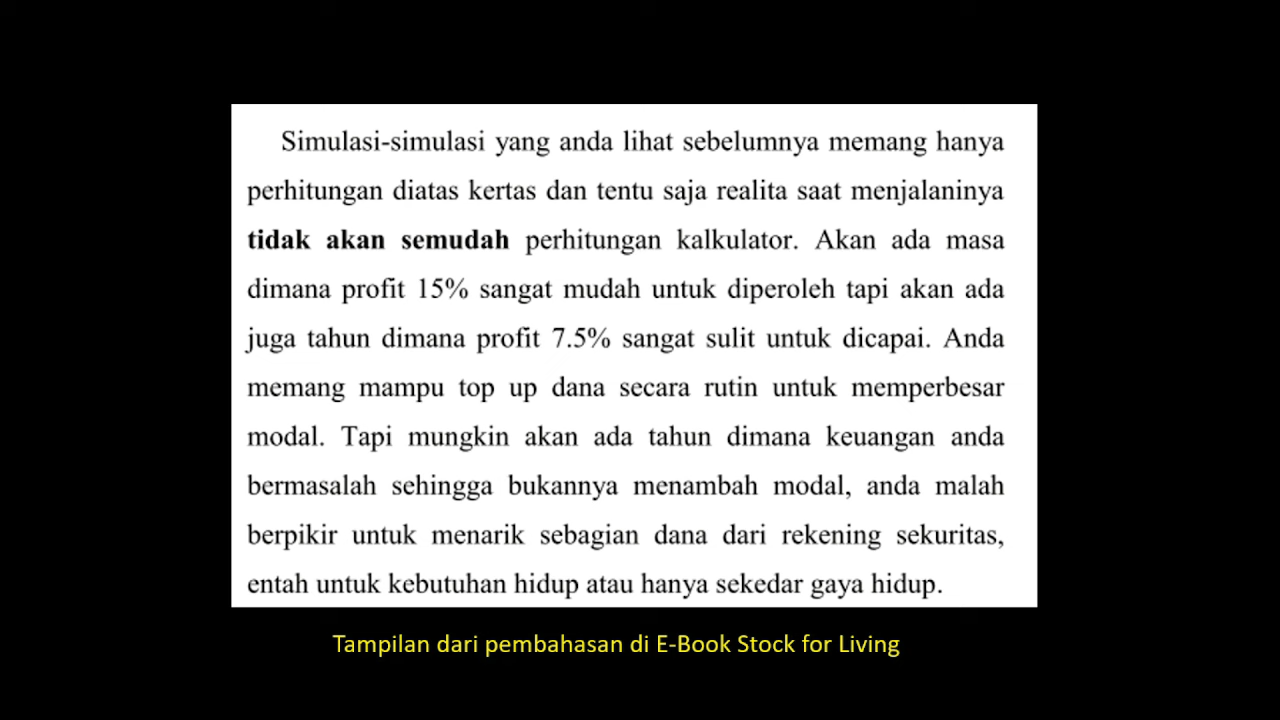 Simulasi-simulasi yang anda lihat sebelumnya memang hanya
perhitungan diatas kertas dan tentu saja realita saat menjalaninya
tidak akan semudah perhitungan kalkulator. Akan ada masa
dimana profit 15% sangat mudah untuk diperoleh tapi akan ada
juga tahun dimana profit 7.5% sangat sulit untuk dicapai. Anda
memang mampu top up dana secara rutin untuk memperbesar
modal. Tapi mungkin akan ada tahun dimana keuangan anda
bermasalah sehingga bukannya menambah modal, anda malah
berpikir untuk menarik sebagian dana dari rekening sekuritas,
entah untuk kebutuhan hidup atau hanya sekedar gaya hidup.
Tampilan dari pembahasan di E-Book Stock for Living